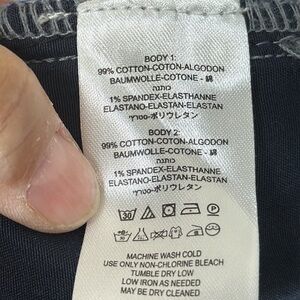 BODY 1:
99% COTTON-COTON-ALGODON
BAUMWOLLE-COTONE - 綿
כותנה
1% SPANDEX-ELASTHANNE
ELASTANO-ELASTAN-ELASTAN
ספנדקס-ポリウレタン
BODY 2:
99% COTTON-COTON-ALGODON
BAUMWOLLE-COTONE - 綿
כותנה
1% SPANDEX-ELASTHANNE
ELASTANO-ELASTAN-ELASTAN
ספנדקס-ポリウレタン
30 P
MACHINE WASH COLD
USE ONLY NON-CHLORINE BLEACH
TUMBLE DRY LOW
LOW IRON AS NEEDED
MAY BE DRY CLEANED